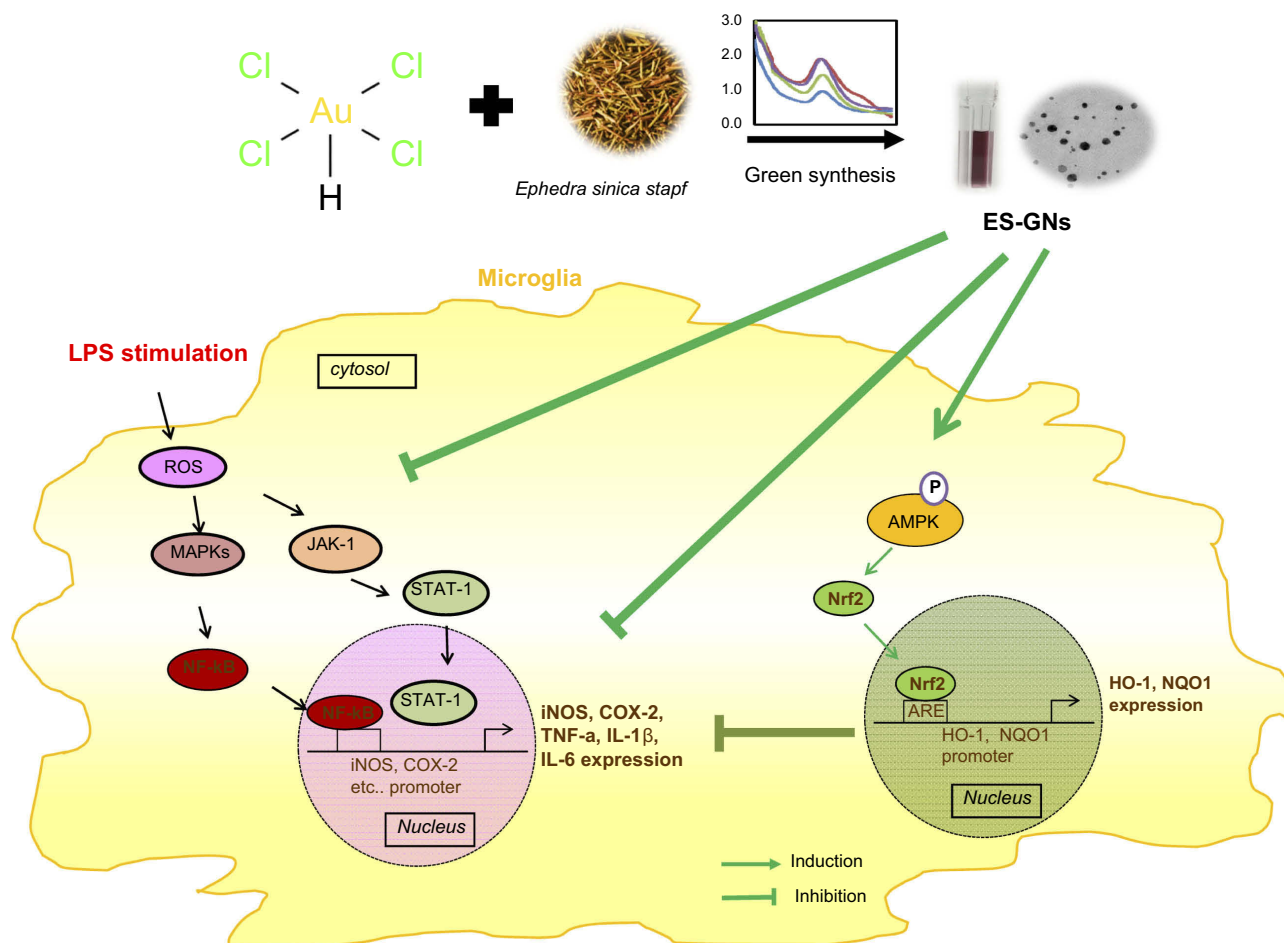 Cl
Cl
Au
Cl
Cl
H
Ephedra sinica stapf
3.0
2.0
1.0
0.0
Green synthesis
ES-GNs
Microglia
LPS stimulation
cytosol
ROS
MAPKs
JAK-1
STAT-1
NF-kB
NF-kB
STAT-1
iNOS, COX-2
etc.. promoter
Nucleus
iNOS, COX-2,
TNF-a, IL-1β,
IL-6 expression
P
AMPK
Nrf2
Nrf2
ARE
HO-1, NQO1
promoter
Nucleus
HO-1, NQO1
expression
Induction
Inhibition